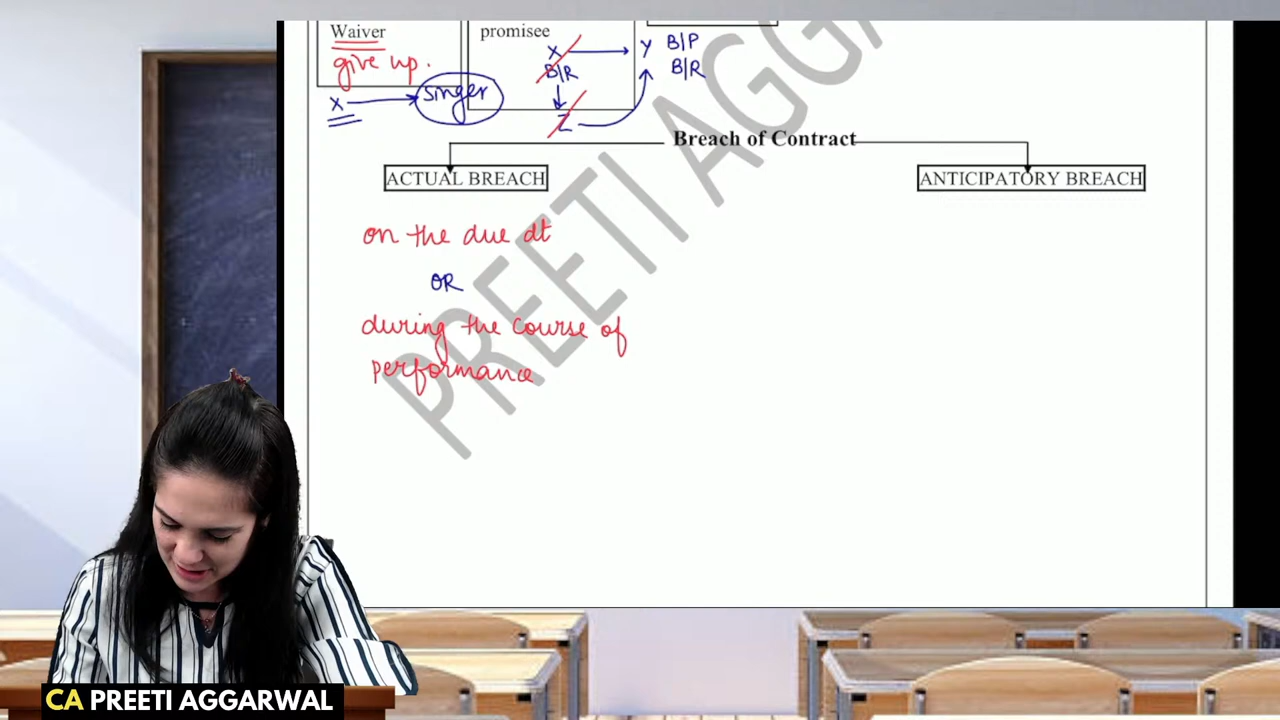 Waiver
give up.
X singer
promisee
X Y B/P
B/R B/R
Z
Breach of Contract
ACTUAL BREACH ANTICIPATORY BREACH
on the due dt
OR
during the course of
performance
PREETI AGGA
CA PREETI AGGARWAL